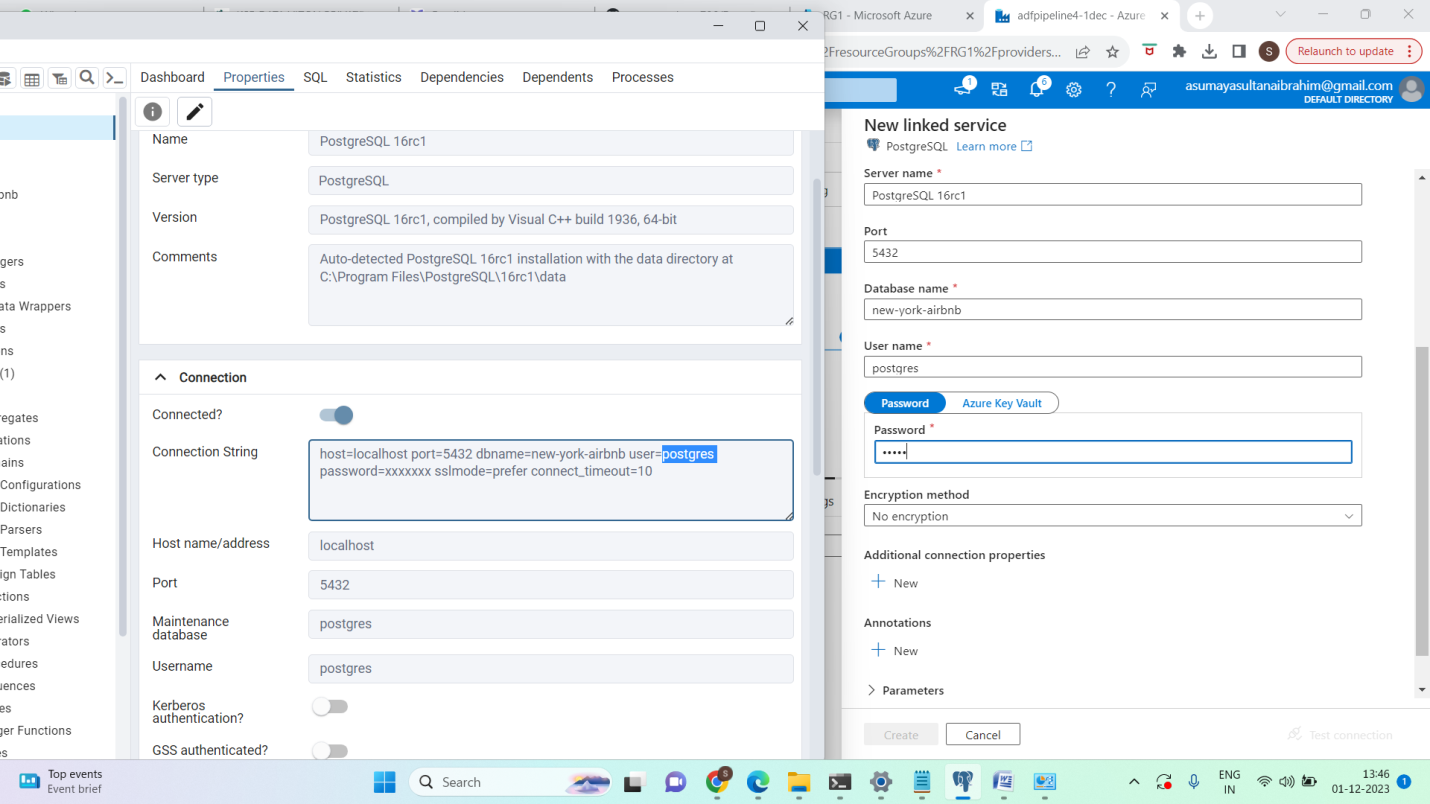 RG1 - Microsoft Azure
adfpipeline4-1dec - Azure
2FresourceGroups%2FRG1%2Fproviders...
S
Relaunch to update
1
6
asumayasultanaibrahim@gmail.com
DEFAULT DIRECTORY
Dashboard Properties SQL Statistics Dependencies Dependents Processes
Name
PostgreSQL 16rc1
Server type
PostgreSQL
Version
PostgreSQL 16rc1, compiled by Visual C++ build 1936, 64-bit
Comments
Auto-detected PostgreSQL 16rc1 installation with the data directory at
C:\Program Files\PostgreSQL\16rc1\data
Connection
Connected?
Connection String
host=localhost port=5432 dbname=new-york-airbnb user=postgres
password=xxxxxxx sslmode=prefer connect_timeout=10
Host name/address
localhost
Port
5432
Maintenance
database
postgres
Username
postgres
Kerberos
authentication?
GSS authenticated?
nb
gers
s
ata Wrappers
s
ns
(1)
regates
ations
ains
Configurations
Dictionaries
Parsers
Templates
ign Tables
ctions
erialized Views
rators
edures
uences
es
ger Functions
es
New linked service
PostgreSQL Learn more
Server name *
PostgreSQL 16rc1
Port
5432
Database name *
new-york-airbnb
User name *
postgres
Password Azure Key Vault
Password *
•••••
Encryption method
No encryption
Additional connection properties
New
Annotations
New
Parameters
Create Cancel Test connection
Top events
Event brief
Search
S
ENG
IN
13:46
01-12-2023
1